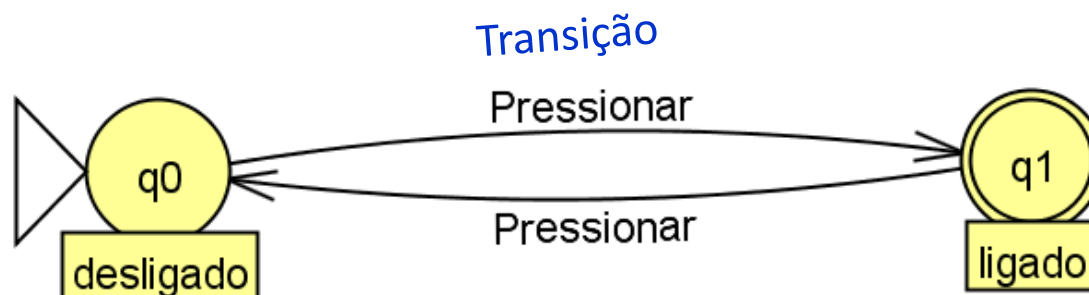 Transição
Pressionar
q0
q1
Pressionar
desligado
ligado